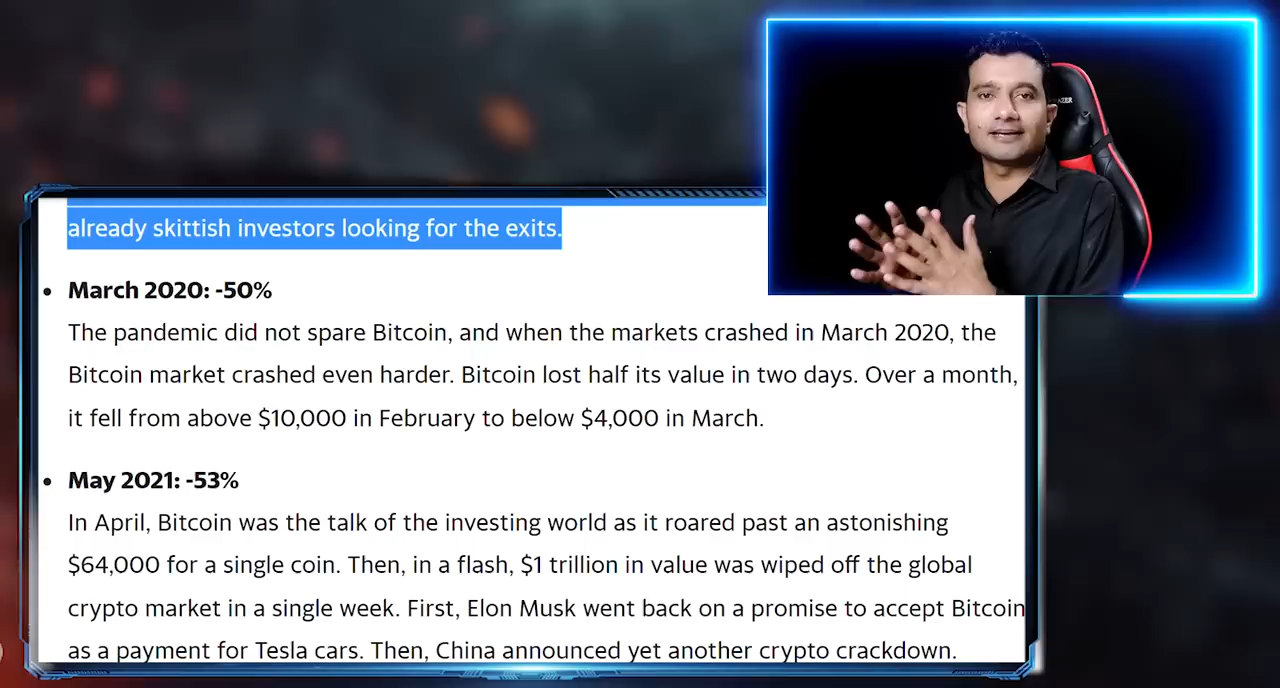 already skittish investors looking for the exits.
March 2020: -50%
The pandemic did not spare Bitcoin, and when the markets crashed in March 2020, the
Bitcoin market crashed even harder. Bitcoin lost half its value in two days. Over a month,
it fell from above $10,000 in February to below $4,000 in March.
May 2021: -53%
In April, Bitcoin was the talk of the investing world as it roared past an astonishing
$64,000 for a single coin. Then, in a flash, $1 trillion in value was wiped off the global
crypto market in a single week. First, Elon Musk went back on a promise to accept Bitcoin
as a payment for Tesla cars. Then, China announced yet another crypto crackdown.